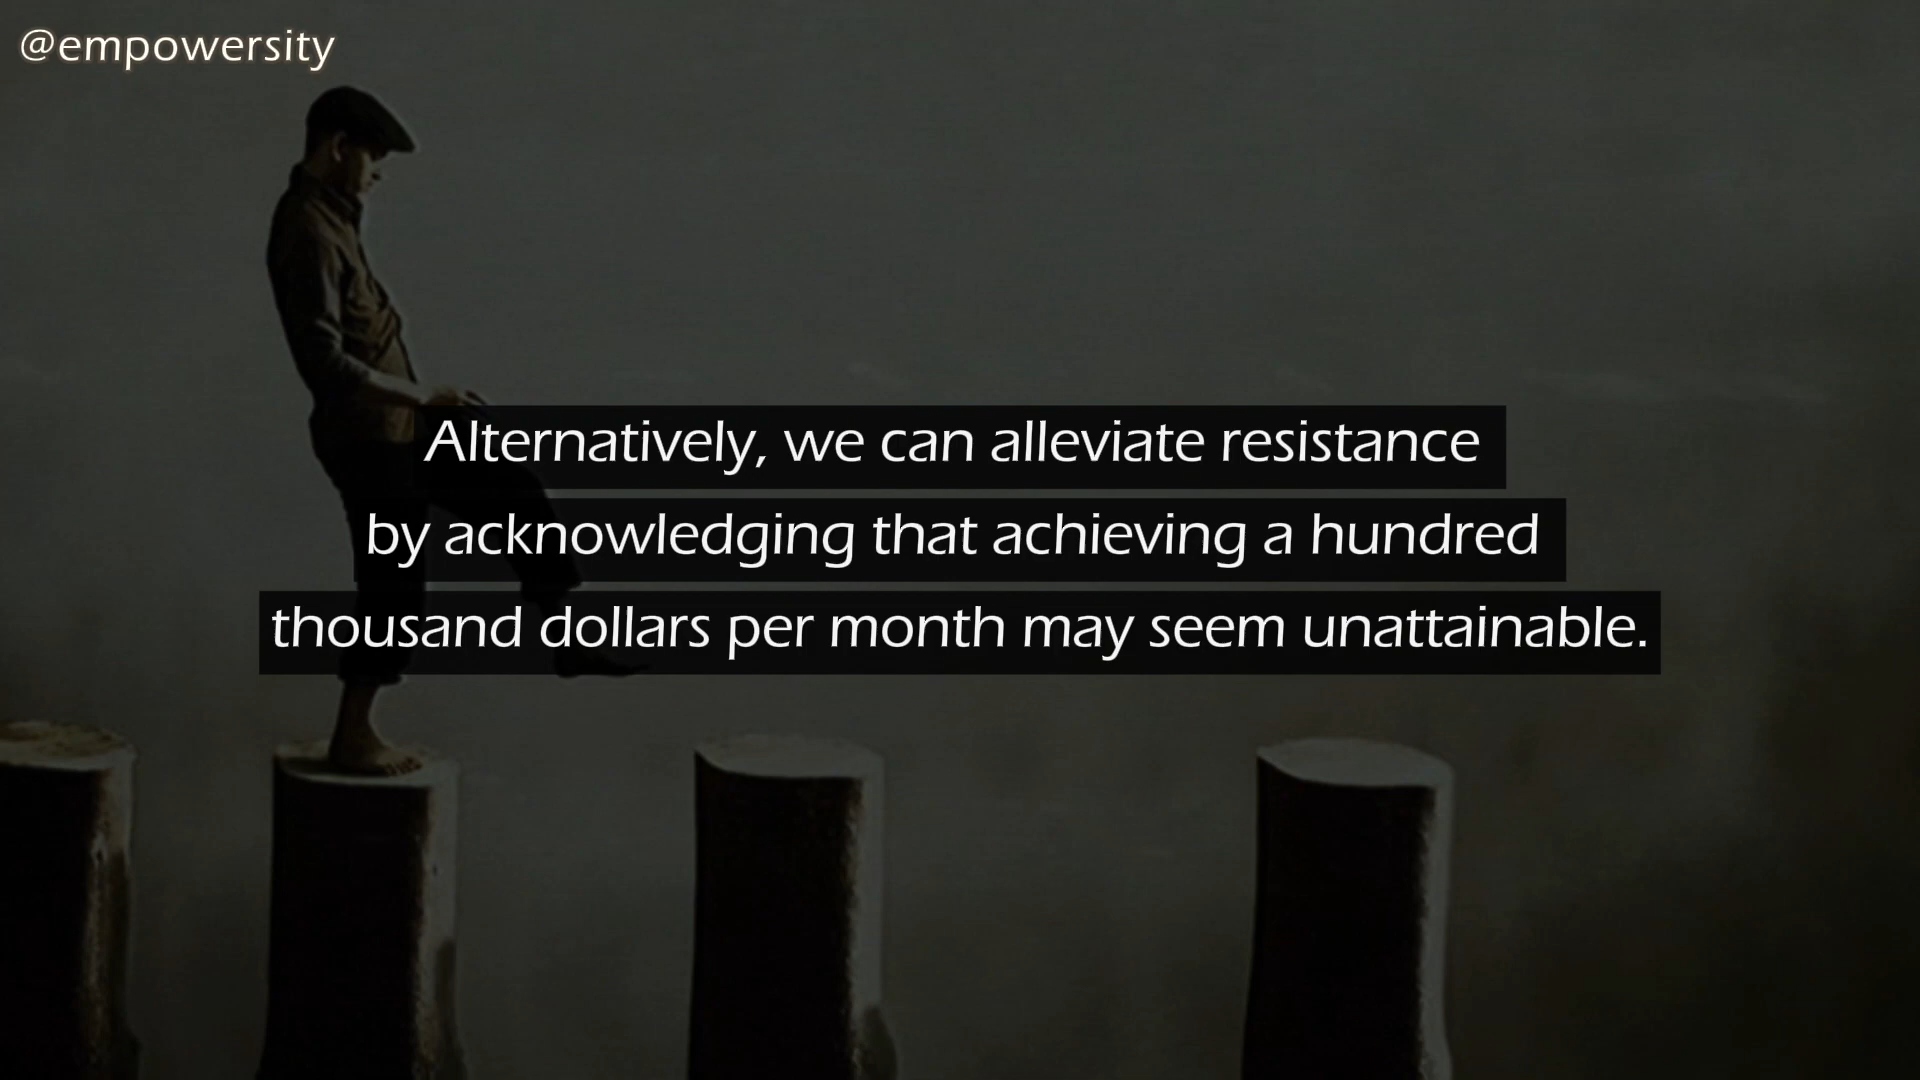 @empowersity
Alternatively, we can alleviate resistance
by acknowledging that achieving a hundred
thousand dollars per month may seem unattainable.